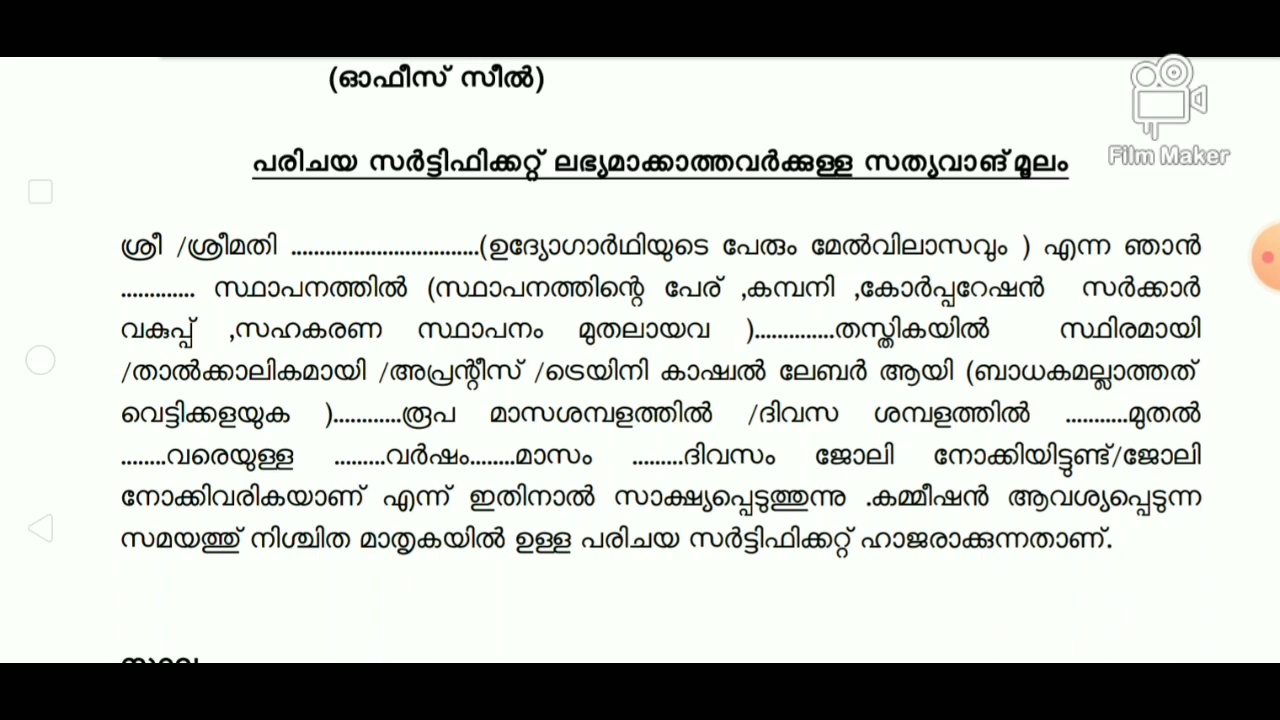 (ഓഫീസ് സീൽ)
Film Maker
പരിചയ സർട്ടിഫിക്കറ്റ് ലഭ്യമാക്കാത്തവർക്കുള്ള സത്യവാങ് മൂലം
ശ്രീ /ശ്രീമതി .................................(ഉദ്യോഗാർഥിയുടെ പേരും മേൽവിലാസവും ) എന്ന ഞാൻ
............. സ്ഥാപനത്തിൽ (സ്ഥാപനത്തിന്റെ പേര് ,കമ്പനി ,കോർപ്പറേഷൻ സർക്കാർ
വകുപ്പ് ,സഹകരണ സ്ഥാപനം മുതലായവ )..............തസ്തികയിൽ സ്ഥിരമായി
/താൽക്കാലികമായി /അപ്രന്റീസ് /ട്രെയിനി കാഷ്വൽ ലേബർ ആയി (ബാധകമല്ലാത്തത്
വെട്ടിക്കളയുക )............രൂപ മാസശമ്പളത്തിൽ /ദിവസ ശമ്പളത്തിൽ ...........മുതൽ
........വരെയുള്ള .........വർഷം........മാസം .........ദിവസം ജോലി നോക്കിയിട്ടുണ്ട്/ജോലി
നോക്കിവരികയാണ് എന്ന് ഇതിനാൽ സാക്ഷ്യപ്പെടുത്തുന്നു .കമ്മീഷൻ ആവശ്യപ്പെടുന്ന
സമയത്ത് നിശ്ചിത മാതൃകയിൽ ഉള്ള പരിചയ സർട്ടിഫിക്കറ്റ് ഹാജരാക്കുന്നതാണ്.